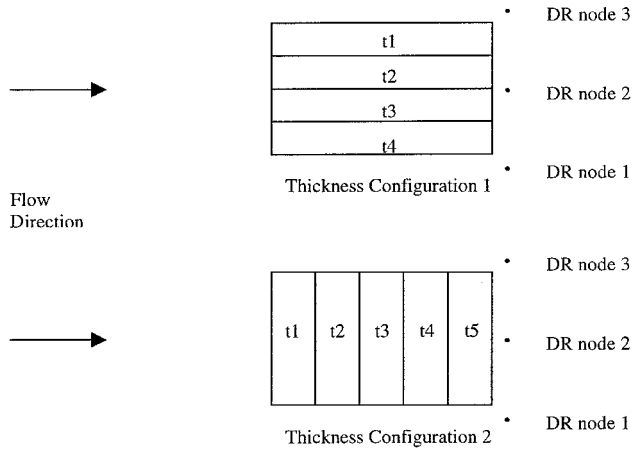 DR node 3
t1
t2
DR node 2
t3
t4
DR node 1
Thickness Configuration 1
Flow
Direction
DR node 3
t1 t2 t3 t4 t5
DR node 2
DR node 1
Thickness Configuration 2